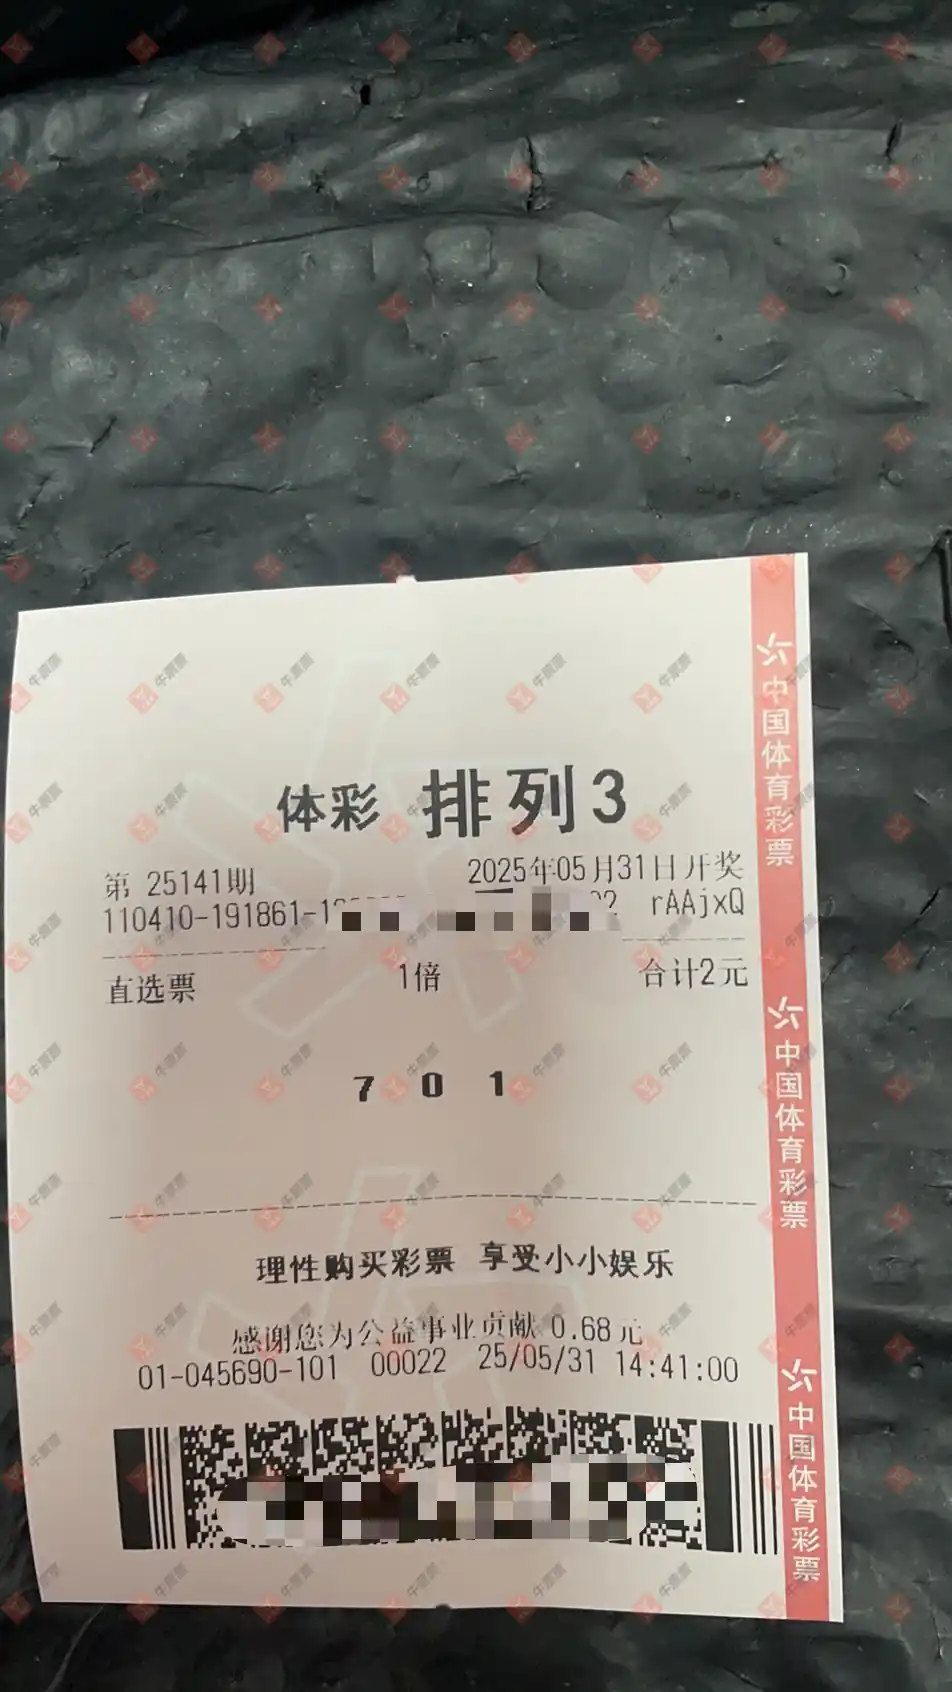 体彩 排列3
第 25141期 2025年05月31日开奖
110410-191861-1 rAAjxQ
直选票 1倍 合计2元
7 0 1
理性购买彩票 享受小小娱乐
感谢您为公益事业贡献 0.68元
01-045690-101 00022 25/05/31 14:41:00
中国体育彩票
中国体育彩票
中国体育彩票